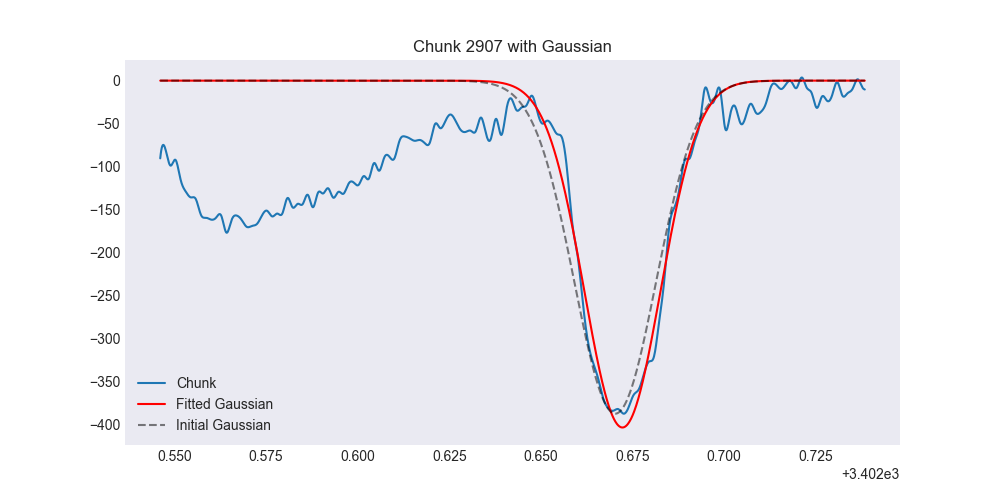 Chunk 2907 with Gaussian
0
−50
−100
−150
−200
−250
−300
−350
−400
Chunk
Fitted Gaussian
Initial Gaussian
0.550 0.575 0.600 0.625 0.650 0.675 0.700 0.725
+3.402e3